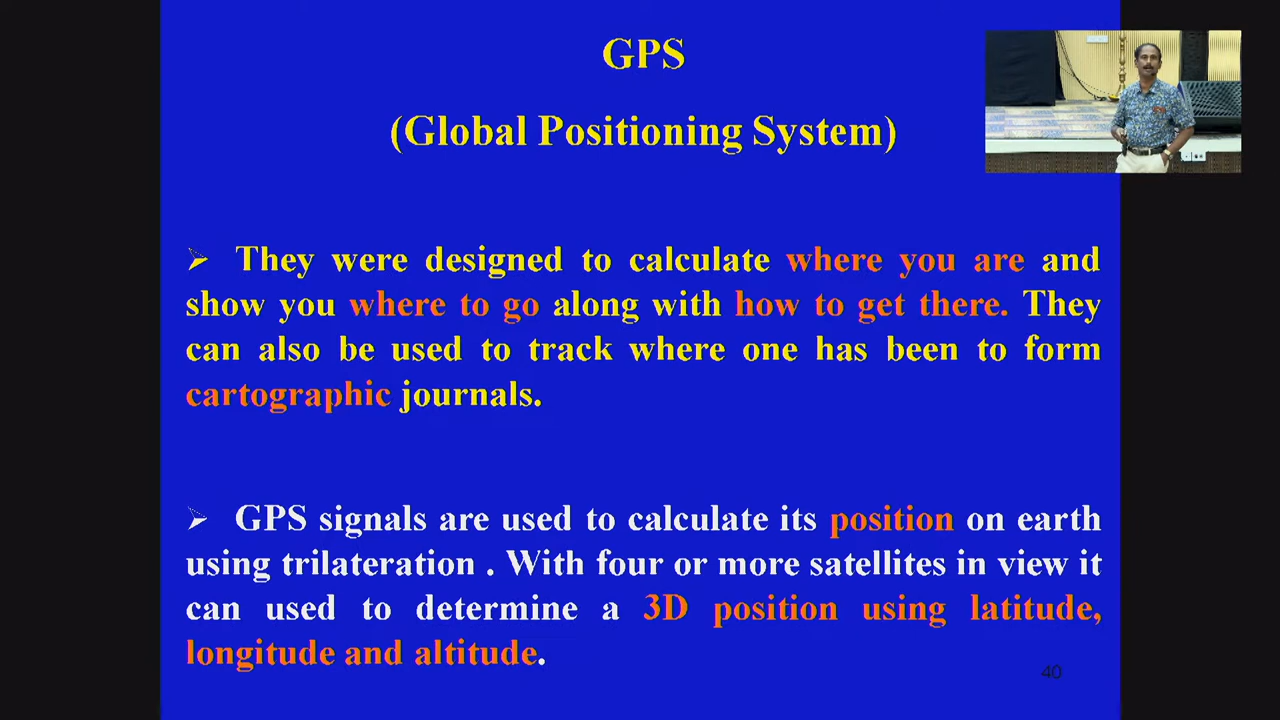 GPS
(Global Positioning System)
They were designed to calculate where you are and
show you where to go along with how to get there. They
can also be used to track where one has been to form
cartographic journals.
GPS signals are used to calculate its position on earth
using trilateration . With four or more satellites in view it
can used to determine a 3D position using latitude,
longitude and altitude.
40